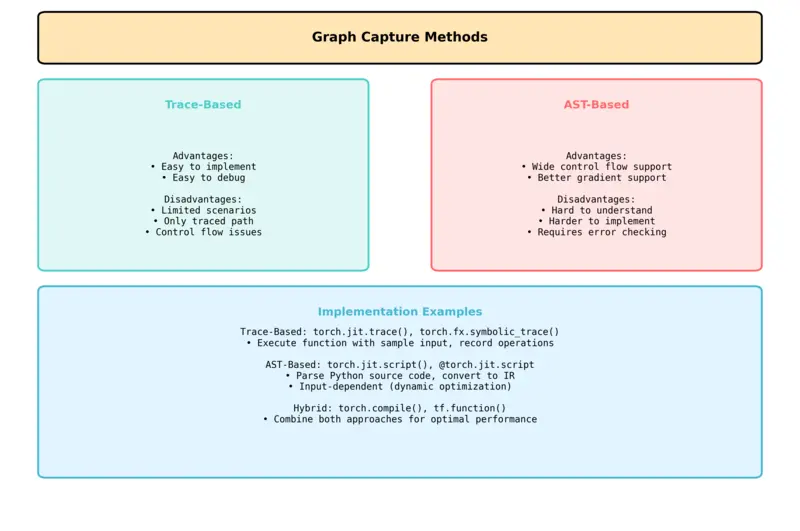 Graph Capture Methods
Trace-Based
Advantages:
• Easy to implement
• Easy to debug
Disadvantages:
• Limited scenarios
• Only traced path
• Control flow issues
AST-Based
Advantages:
• Wide control flow support
• Better gradient support
Disadvantages:
• Hard to understand
• Harder to implement
• Requires error checking
Implementation Examples
Trace-Based: torch.jit.trace(), torch.fx.symbolic_trace()
• Execute function with sample input, record operations
AST-Based: torch.jit.script(), @torch.jit.script
• Parse Python source code, convert to IR
• Input-dependent (dynamic optimization)
Hybrid: torch.compile(), tf.function()
• Combine both approaches for optimal performance